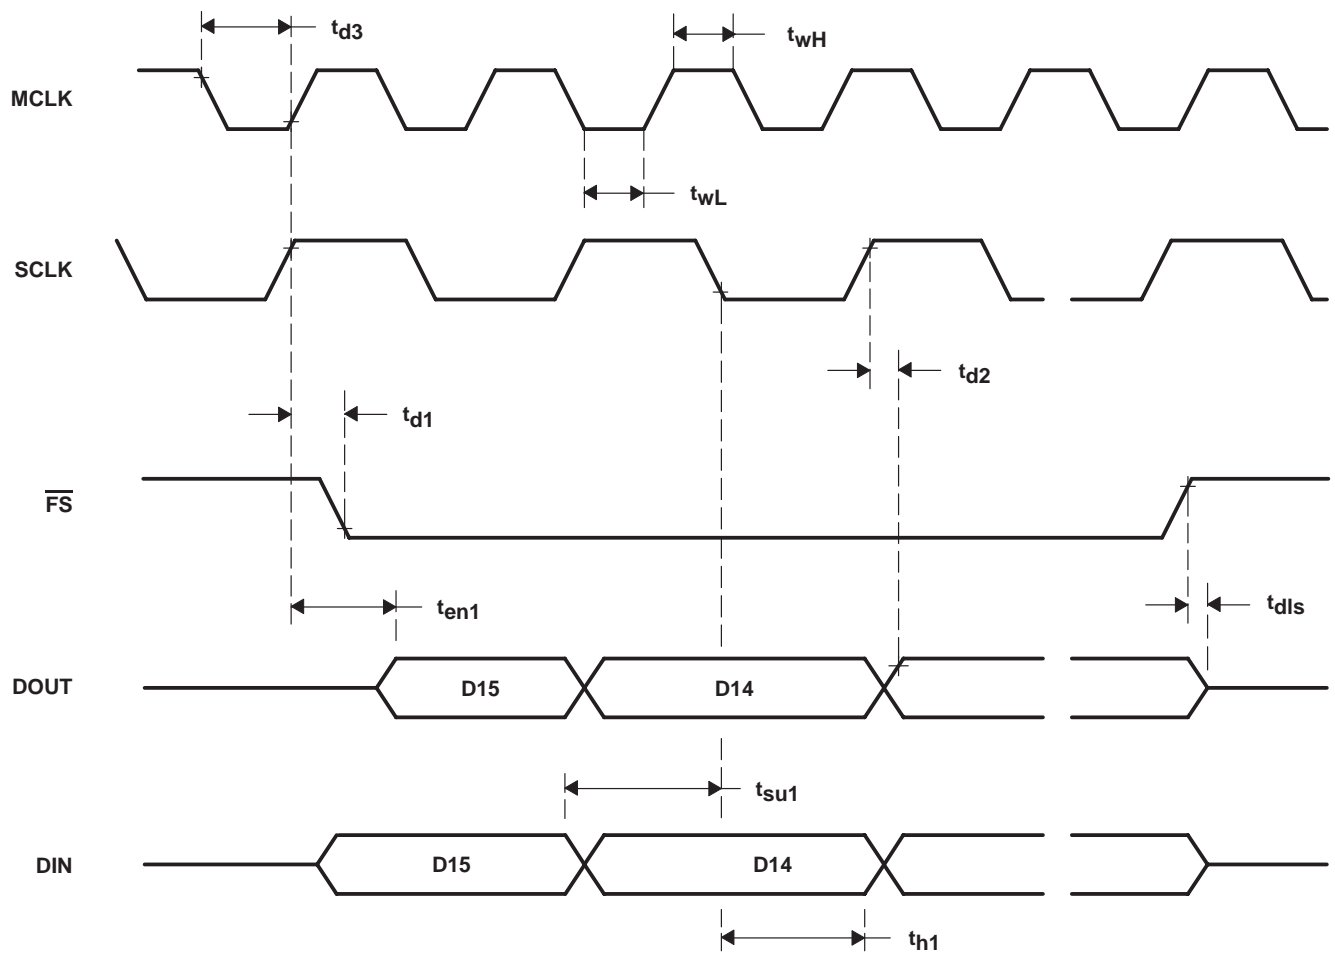 td3
twH
MCLK
twL
SCLK
td2
td1
FS
ten1
tdls
DOUT
D15
D14
tsu1
DIN
D15
D14
th1